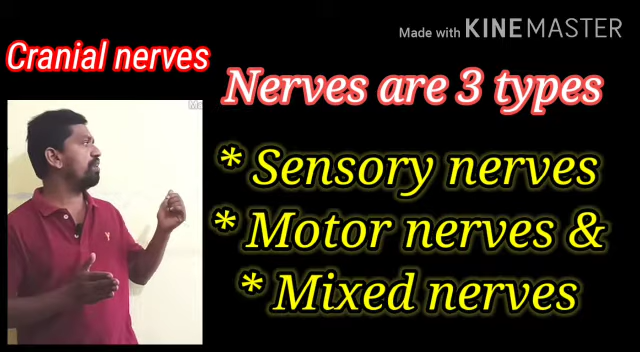 Made with KINEMASTER
Cranial nerves
Nerves are 3 types
* Sensory nerves
* Motor nerves &
* Mixed nerves